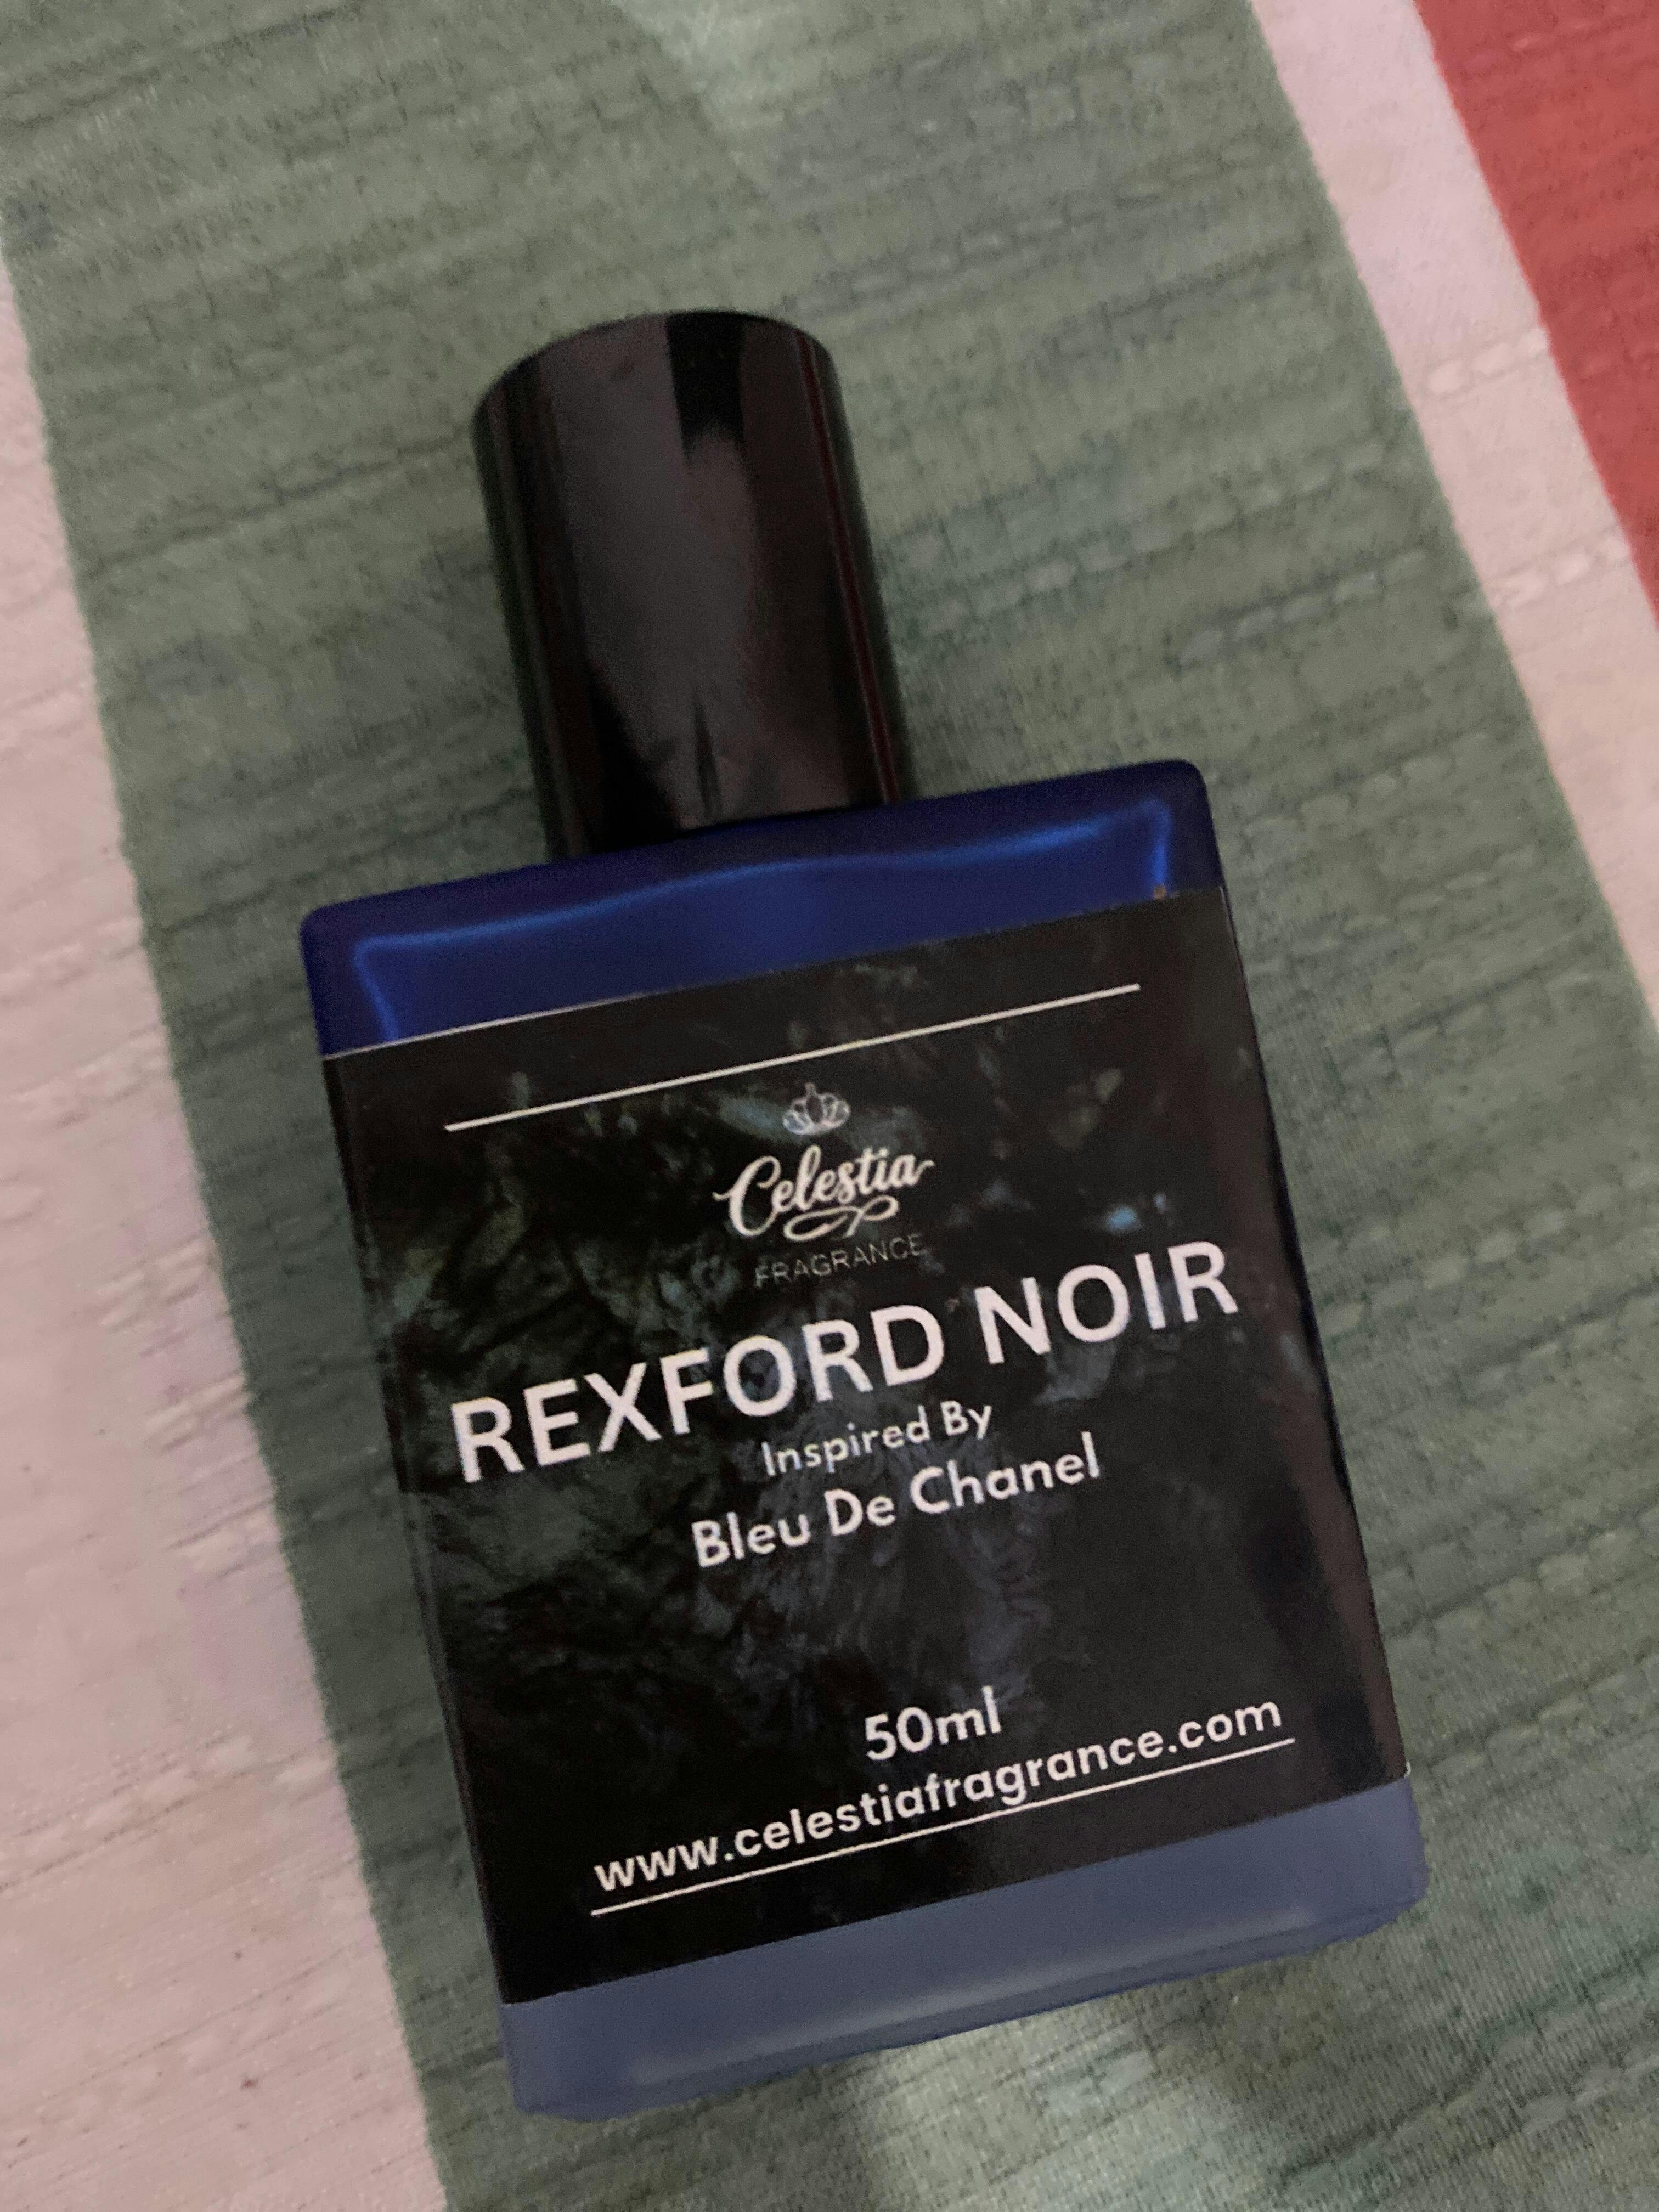 Celestia
FRAGRANCE
REXFORD NOIR
Inspired By
Bleu De Chanel
50ml
www.celestiafragrance.com